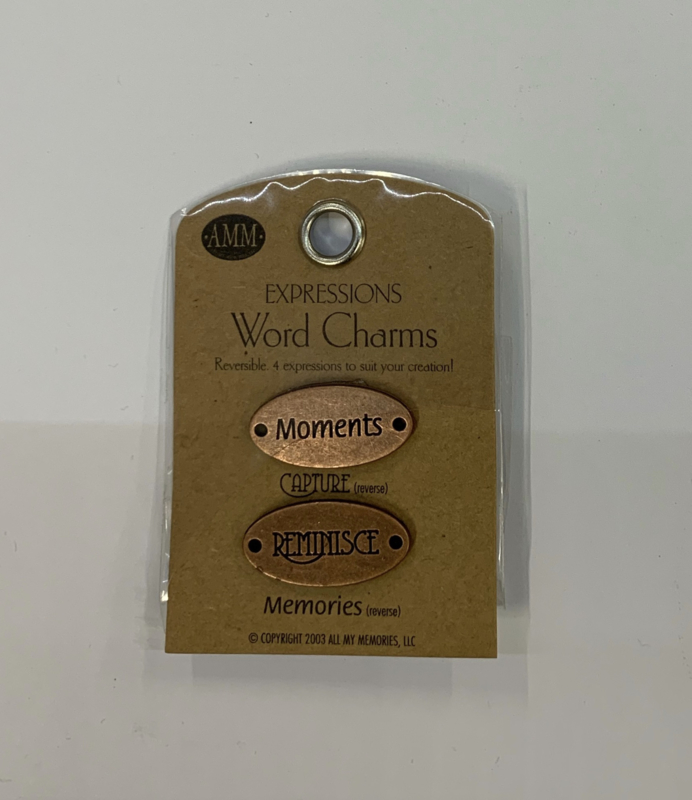 ·AMM·
EXPRESSIONS
Word Charms
Reversible. 4 expressions to suit your creation!
Moments
CAPTURE (reverse)
REMINISCE
Memories (reverse)
© COPYRIGHT 2003 ALL MY MEMORIES, LLC